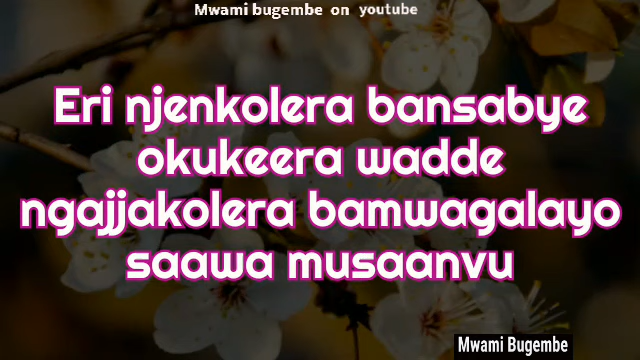 Mwami bugembe on youtube
Eri njenkolera bansabye
okukeera wadde
ngajjakolera bamwagalayo
saawa musaanvu
Mwami Bugembe